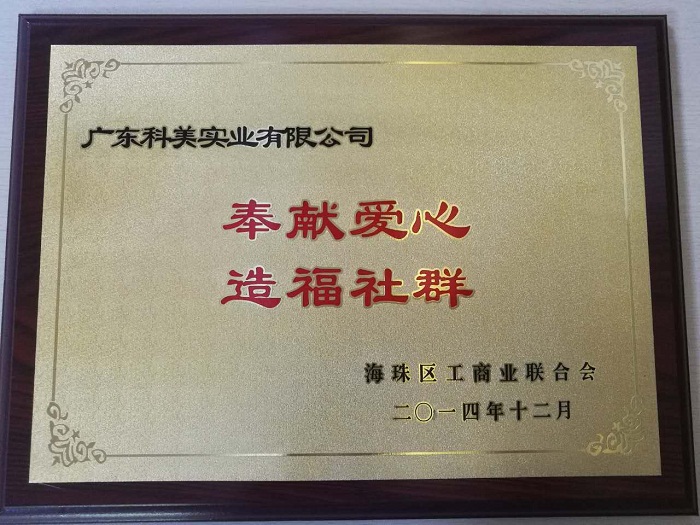 广东科美实业有限公司
奉献爱心
造福社群
海珠区工商业联合会
二〇一四年十二月